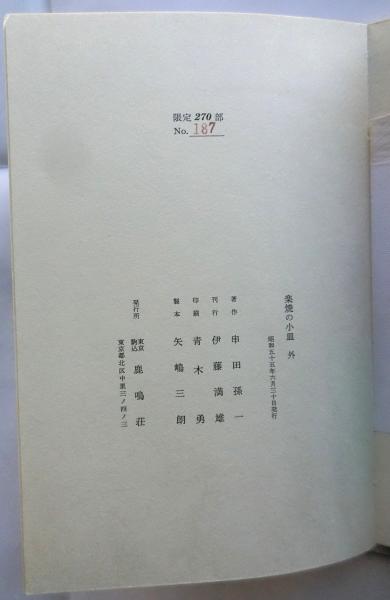 限定 270 部
No. 187
楽焼の小皿 外
昭和五十五年六月三十日発行
著作 串田孫一
刊行 伊藤満雄
印刷 青木勇
製本 矢嶋三朗
発行所 東京駒込 鹿鳴荘
東京都北区中里三ノ四ノ三